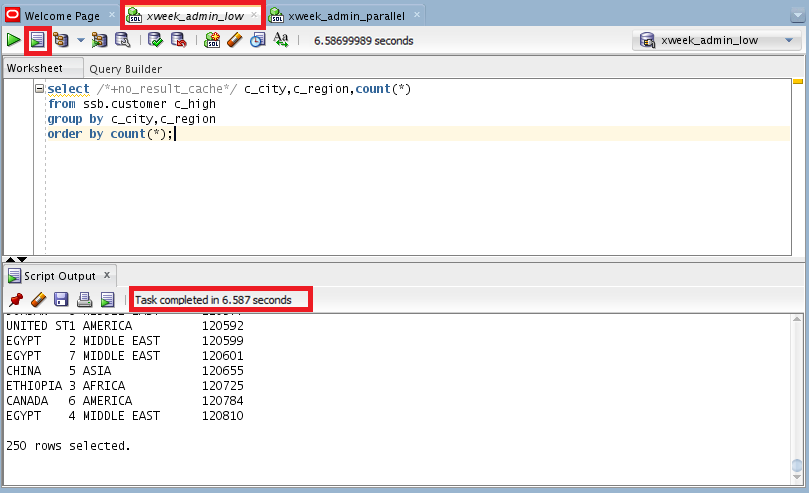 Welcome Page × xweek_admin_low × xweek_admin_parallel ×
SQL SQL
6.58699989 seconds xweek_admin_low
Worksheet Query Builder
select /*+no_result_cache*/ c_city,c_region,count(*)
from ssb.customer c_high
group by c_city,c_region
order by count(*);
Script Output ×
Task completed in 6.587 seconds
UNITED ST1 AMERICA 120592
EGYPT 2 MIDDLE EAST 120599
EGYPT 7 MIDDLE EAST 120601
CHINA 5 ASIA 120655
ETHIOPIA 3 AFRICA 120725
CANADA 6 AMERICA 120784
EGYPT 4 MIDDLE EAST 120810
250 rows selected.